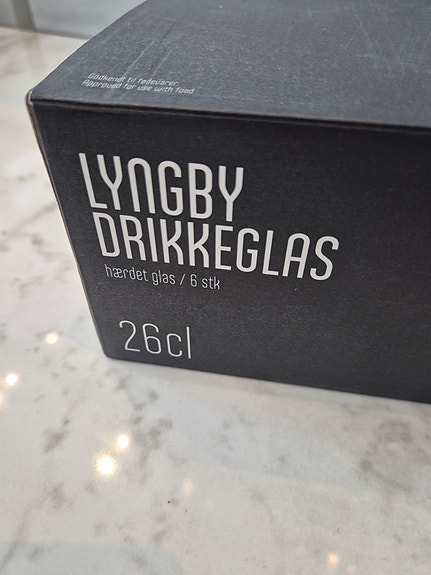 Godkendt til fødevarer
Approved for use with food
LYNGBY
DRIKKEGLAS
hærdet glas / 6 stk
26cl